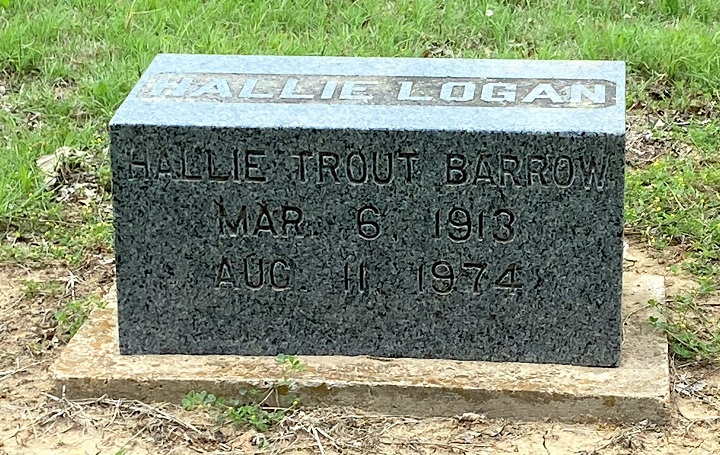 HALLIE LOGAN
HALLIE TROUT BARROW
MAR. 6, 1913
AUG. 11, 1974